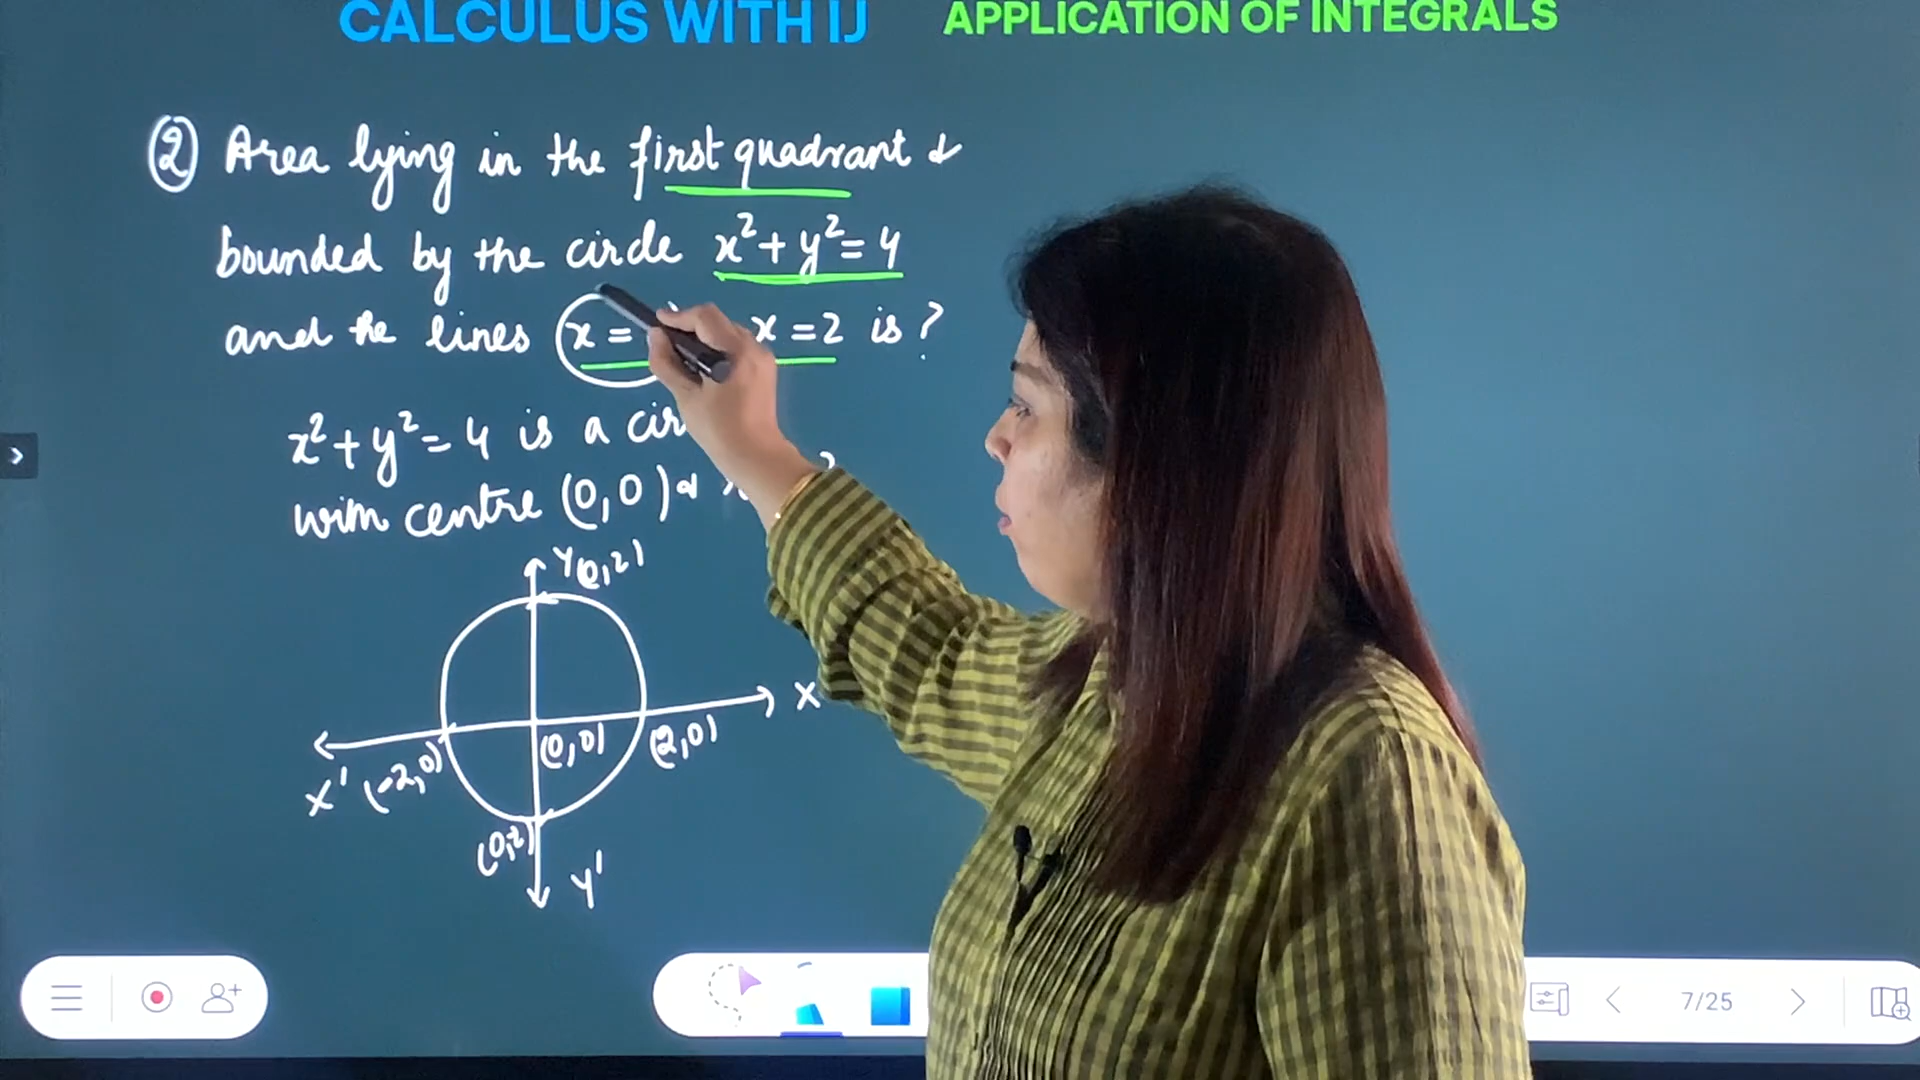 CALCULUS WITH IJ APPLICATION OF INTEGRALS
② Area lying in the first quadrant &
bounded by the circle x²+y²=4
and the lines x= x=2 is?
x²+y²=4 is a
with centre (0,0) &
Y(0,2)
X
(0,0) (2,0)
X' (-2,0)
(0,-2)
Y'
7/25